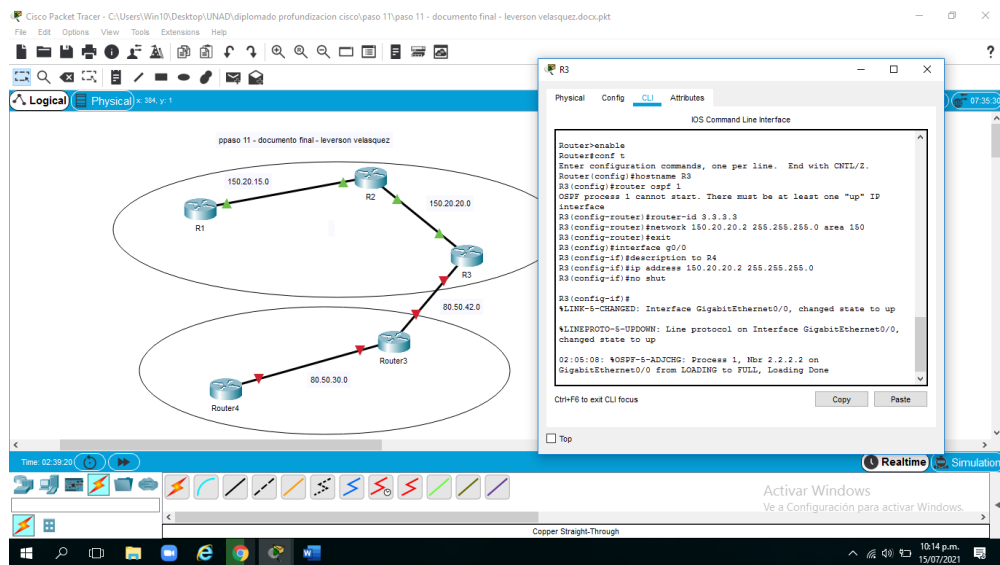 Cisco Packet Tracer - C:\Users\Win10\Desktop\UNAD\diplomado profundizacion cisco\paso 11\paso 11 - documento final - leverson velasquez.docx.pkt
File Edit Options View Tools Extensions Help
?
Logical Physical x: 384, y: 1
07:35:30
ppaso 11 - documento final - leverson velasquez
150.20.15.0
R2
150.20.20.0
R1
R3
80.50.42.0
Router3
80.50.30.0
Router4
R3
Physical Config CLI Attributes
IOS Command Line Interface
Router>enable
Router#conf t
Enter configuration commands, one per line. End with CNTL/Z.
Router(config)#hostname R3
R3(config)#router ospf 1
OSPF process 1 cannot start. There must be at least one "up" IP
interface
R3(config-router)#router-id 3.3.3.3
R3(config-router)#network 150.20.20.2 255.255.255.0 area 150
R3(config-router)#exit
R3(config)#interface g0/0
R3(config-if)#description to R4
R3(config-if)#ip address 150.20.20.2 255.255.255.0
R3(config-if)#no shut
R3(config-if)#
%LINK-5-CHANGED: Interface GigabitEthernet0/0, changed state to up
%LINEPROTO-5-UPDOWN: Line protocol on Interface GigabitEthernet0/0,
changed state to up
02:05:08: %OSPF-5-ADJCHG: Process 1, Nbr 2.2.2.2 on
GigabitEthernet0/0 from LOADING to FULL, Loading Done
Ctrl+F6 to exit CLI focus
Copy Paste
Top
Time: 02:39:20
Realtime Simulation
Copper Straight-Through
Activar Windows
Ve a Configuración para activar Windows.
10:14 p.m.
15/07/2021